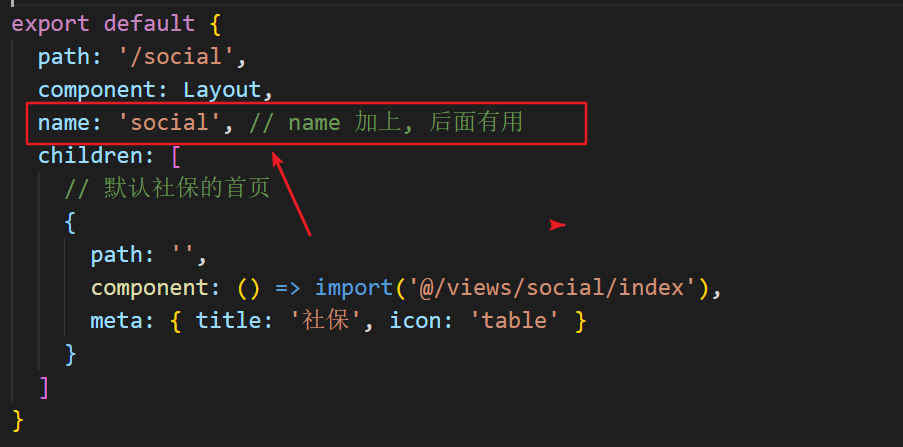 export default {
path: '/social',
component: Layout,
name: 'social', // name 加上, 后面有用
children: [
// 默认社保的首页
{
path: '',
component: () => import('@/views/social/index'),
meta: { title: '社保', icon: 'table' }
}
]
}